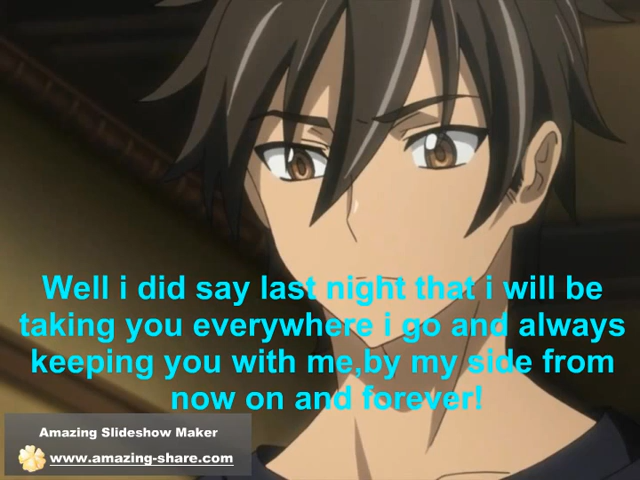 Well i did say last night that i will be
taking you everywhere i go and always
keeping you with me,by my side from
now on and forever!
Amazing Slideshow Maker
www.amazing-share.com